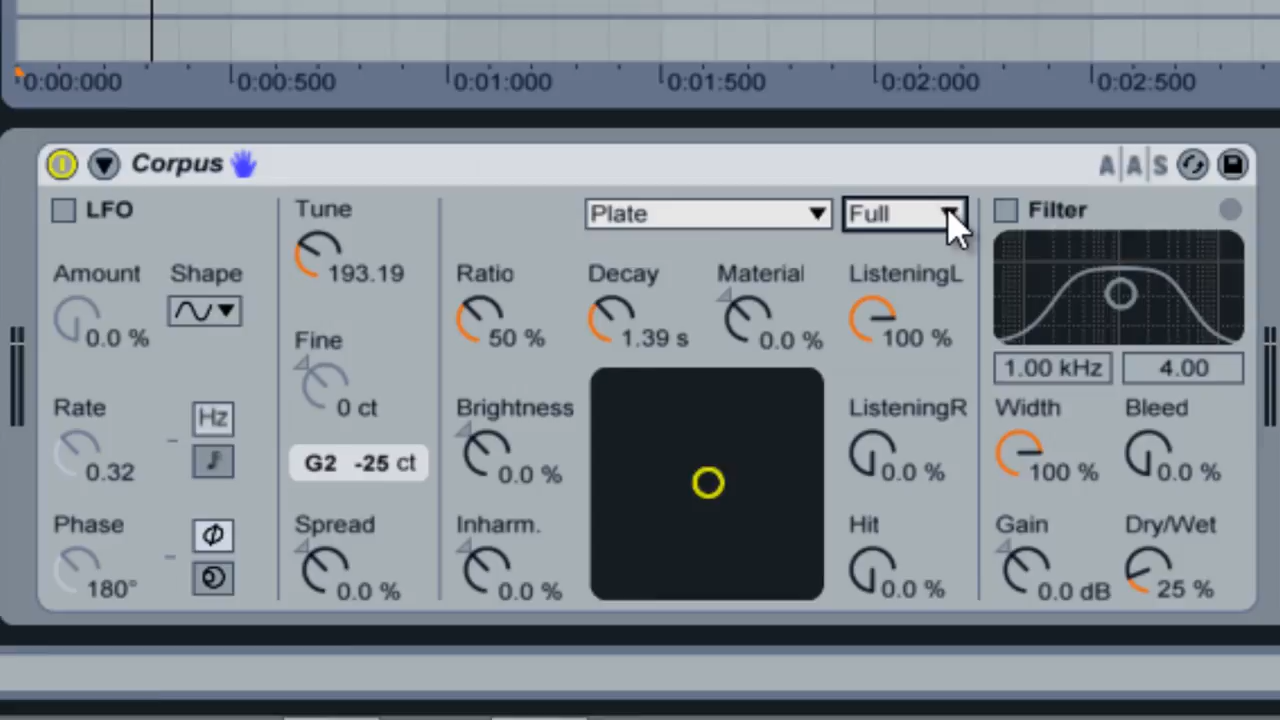 0:00:000 0:00:500 0:01:000 0:01:500 0:02:000 0:02:500
Corpus A|A|S
LFO Tune Plate Full Filter
193.19
Amount Shape Ratio Decay Material ListeningL
0.0 % 50 % 1.39 s 0.0 % 100 %
Fine
1.00 kHz 4.00
Rate 0 ct Brightness ListeningR Width Bleed
Hz
G2 -25 ct
0.32 0.0 % 0.0 % 100 % 0.0 %
Phase Spread Inharm. Hit Gain Dry/Wet
180° 0.0 % 0.0 % 0.0 % 0.0 dB 25 %